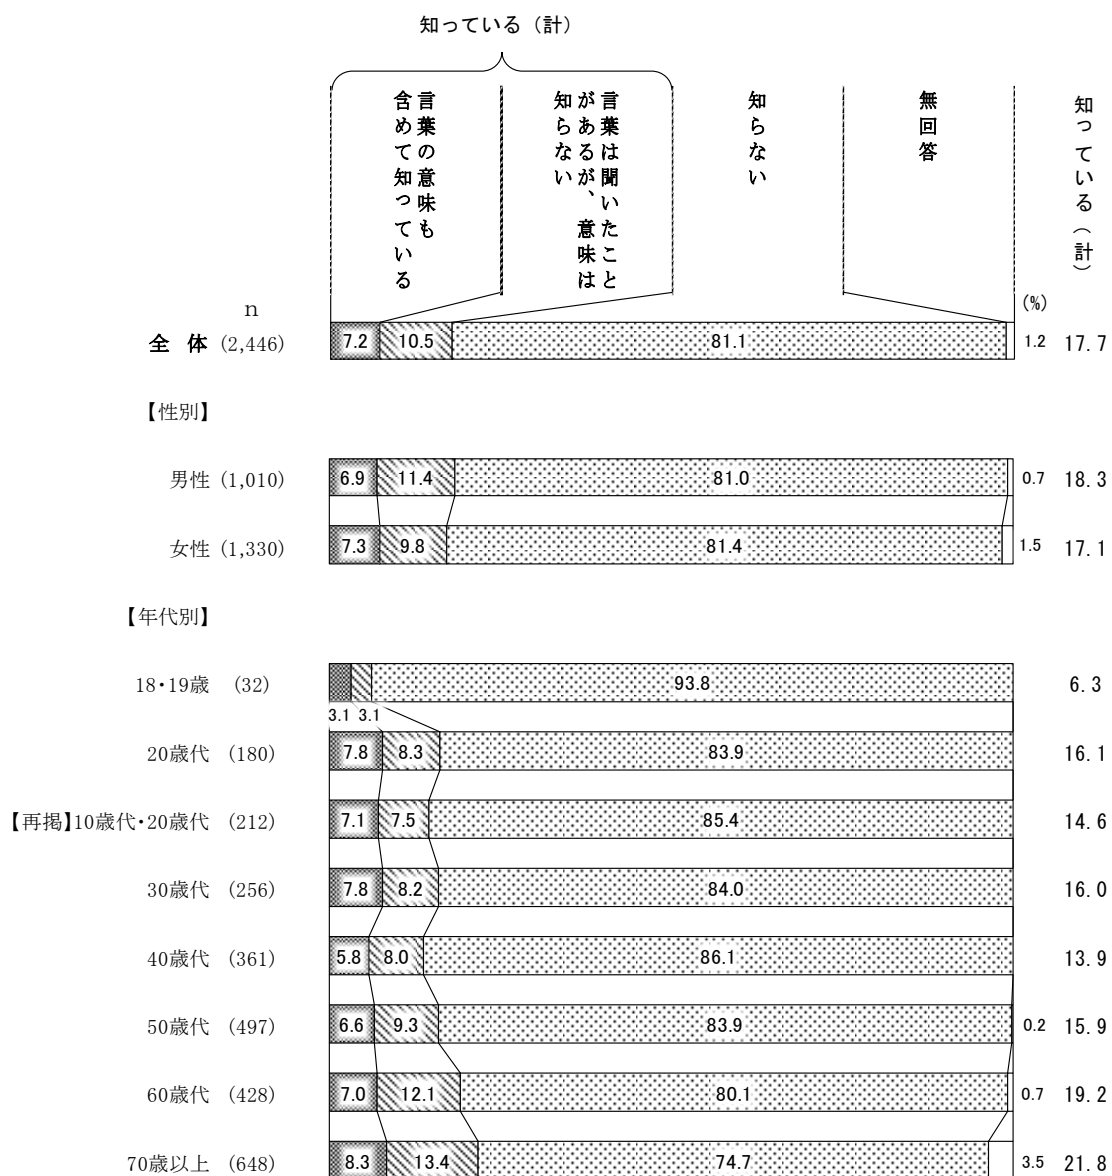 知っている（計）
言葉の意味も
含めて知っている
言葉は聞いたこと
があるが、意味は
知らない
知らない
無回答
知っている（計）
n
(%)
全 体 (2,446) 7.2 10.5 81.1 1.2 17.7
【性別】
男性 (1,010) 6.9 11.4 81.0 0.7 18.3
女性 (1,330) 7.3 9.8 81.4 1.5 17.1
【年代別】
18・19歳 (32) 93.8 6.3
3.1 3.1
20歳代 (180) 7.8 8.3 83.9 16.1
【再掲】10歳代・20歳代 (212) 7.1 7.5 85.4 14.6
30歳代 (256) 7.8 8.2 84.0 16.0
40歳代 (361) 5.8 8.0 86.1 13.9
50歳代 (497) 6.6 9.3 83.9 0.2 15.9
60歳代 (428) 7.0 12.1 80.1 0.7 19.2
70歳以上 (648) 8.3 13.4 74.7 3.5 21.8